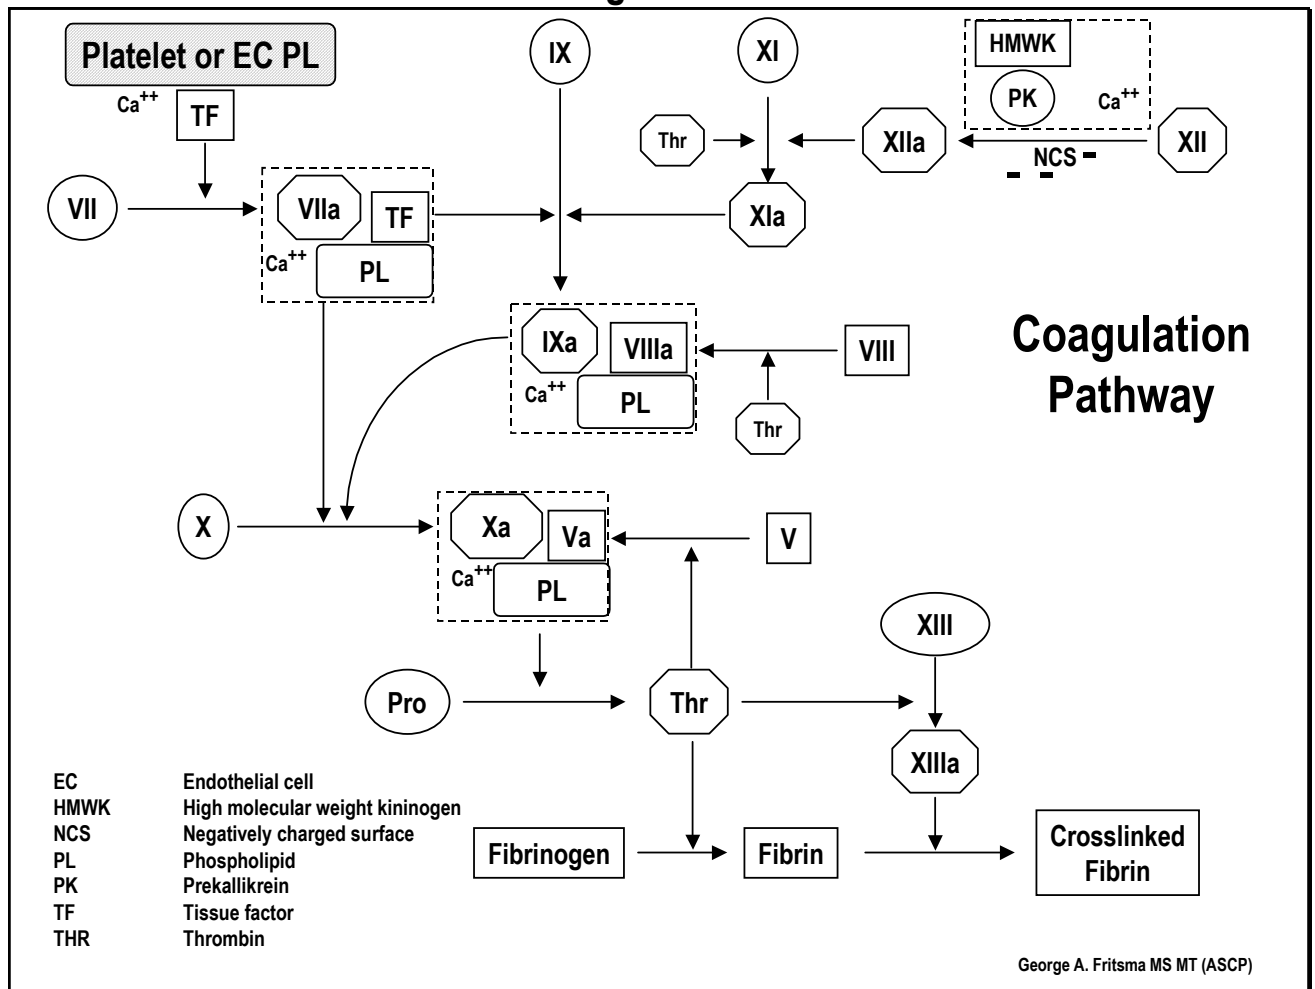 Platelet or EC PL
Ca++
TF
IX
XI
HMWK
PK
Ca++
Thr
XIIa
NCS
XII
VII
VIIa
TF
Ca++
PL
XIa
IXa
VIIIa
Ca++
PL
VIII
Thr
Coagulation
Pathway
X
Xa
Va
Ca++
PL
V
XIII
Pro
Thr
XIIIa
EC Endothelial cell
HMWK High molecular weight kininogen
NCS Negatively charged surface
PL Phospholipid
PK Prekallikrein
TF Tissue factor
THR Thrombin
Fibrinogen
Fibrin
Crosslinked
Fibrin
George A. Fritsma MS MT (ASCP)